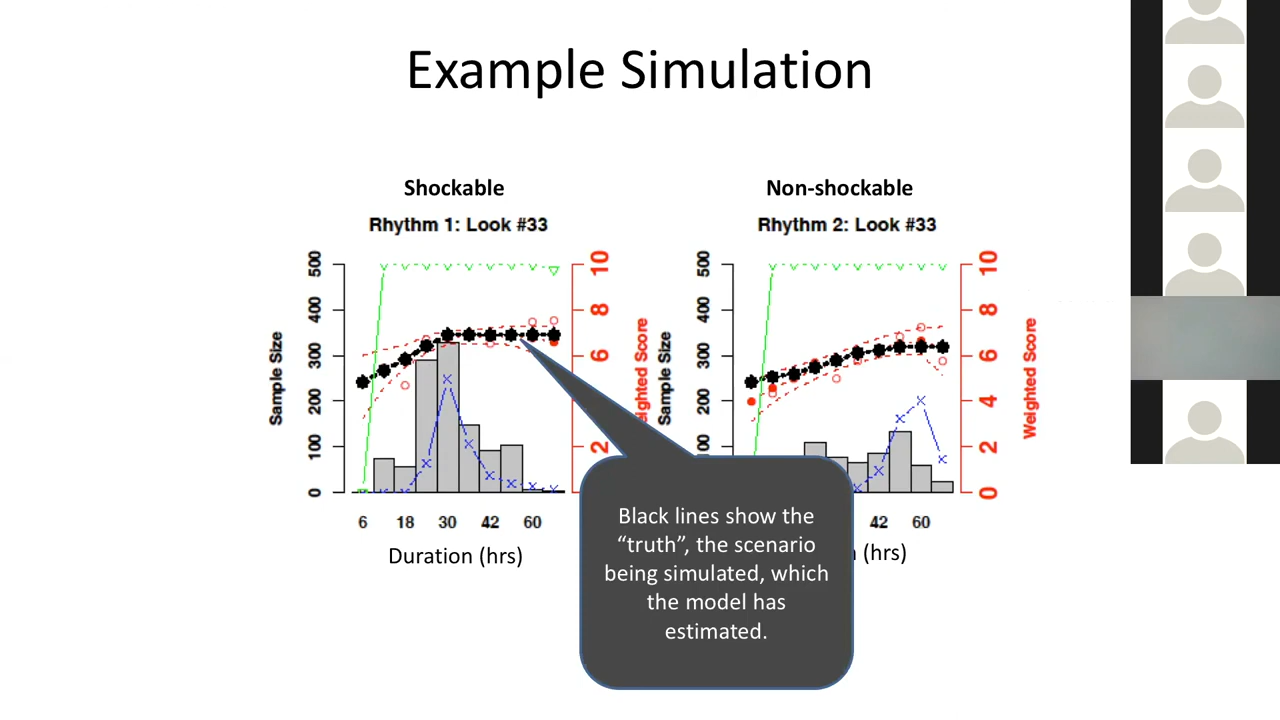 Example Simulation
Shockable
Rhythm 1: Look #33
Sample Size
500
400
300
200
100
0
10
8
6
2
eighted Score
6 18 30 42 60
Duration (hrs)
Non-shockable
Rhythm 2: Look #33
Sample Size
500
400
300
200
00
10
8
6
4
2
0
Weighted Score
42 60
(hrs)
Black lines show the
“truth”, the scenario
being simulated, which
the model has
estimated.